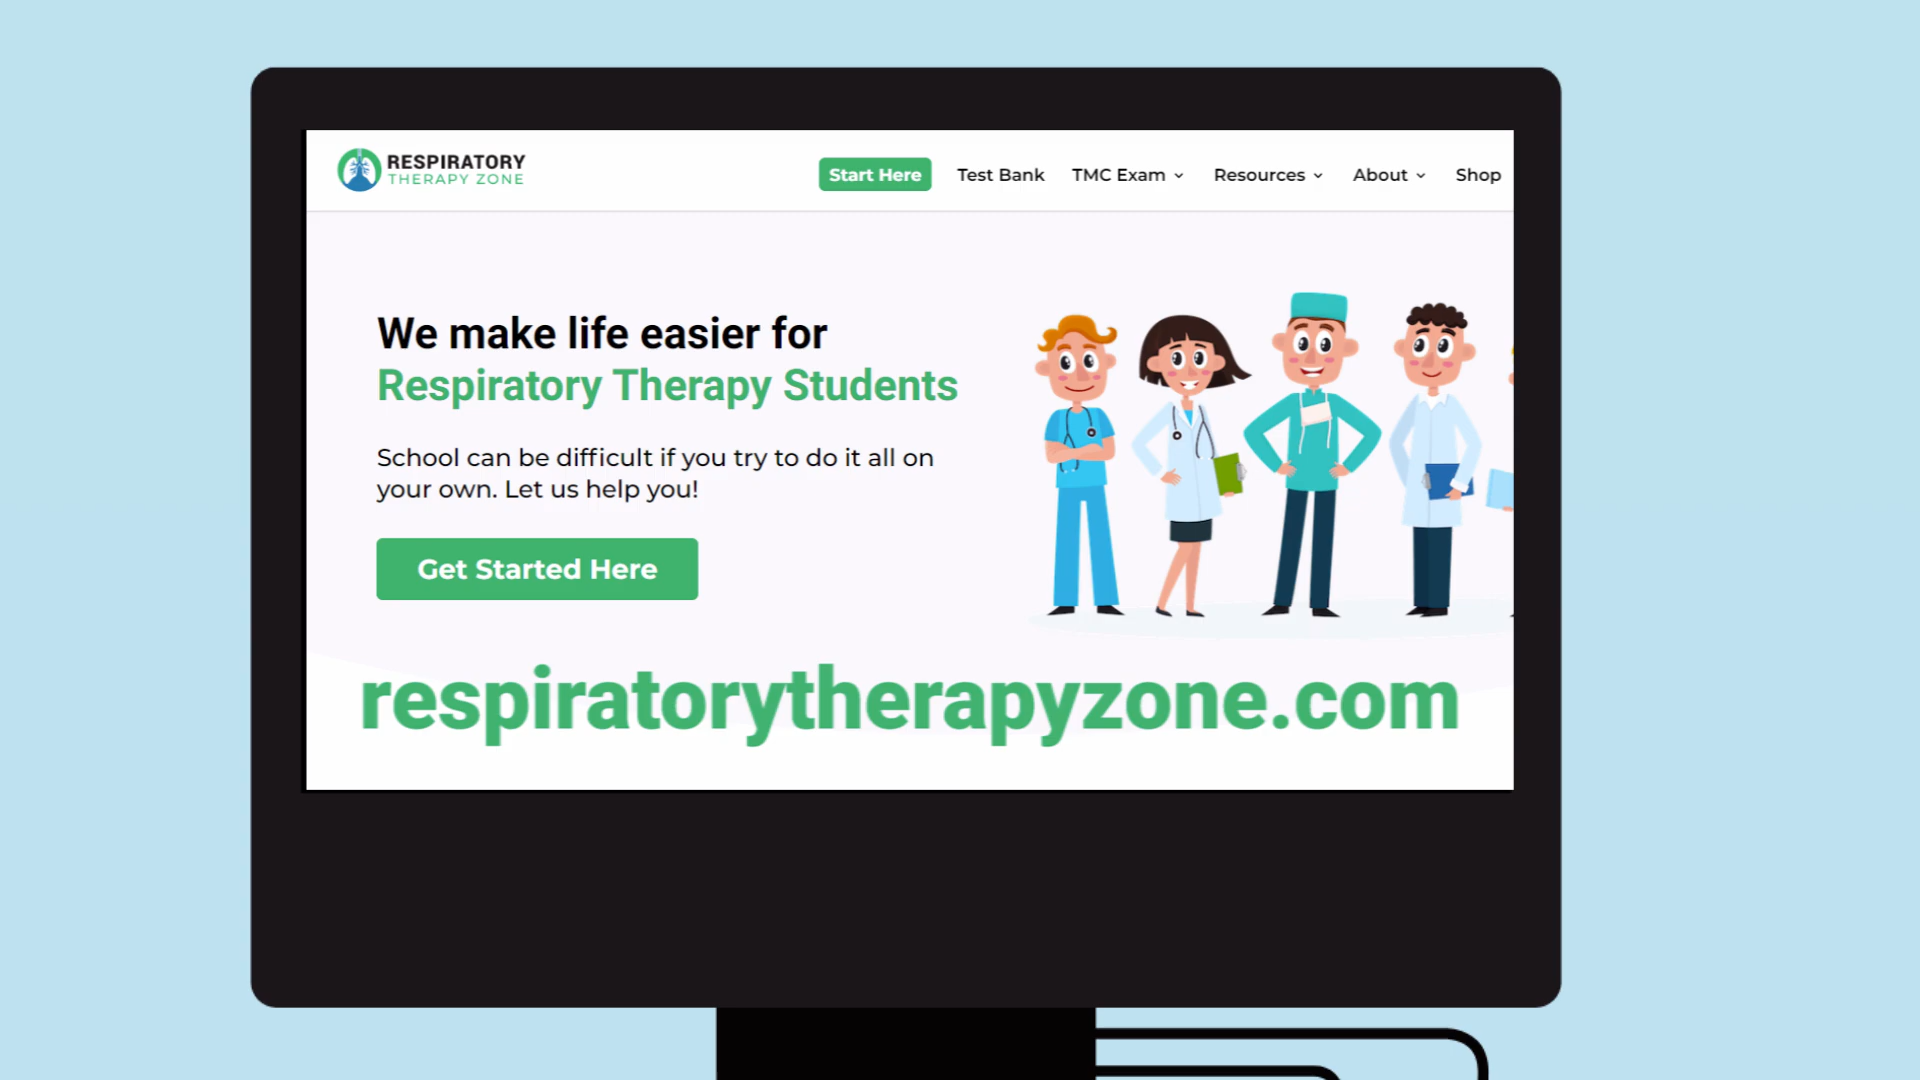 RESPIRATORY
THERAPY ZONE
Start Here
Test Bank
TMC Exam
Resources
About
Shop
We make life easier for
Respiratory Therapy Students
School can be difficult if you try to do it all on
your own. Let us help you!
Get Started Here
respiratorytherapyzone.com